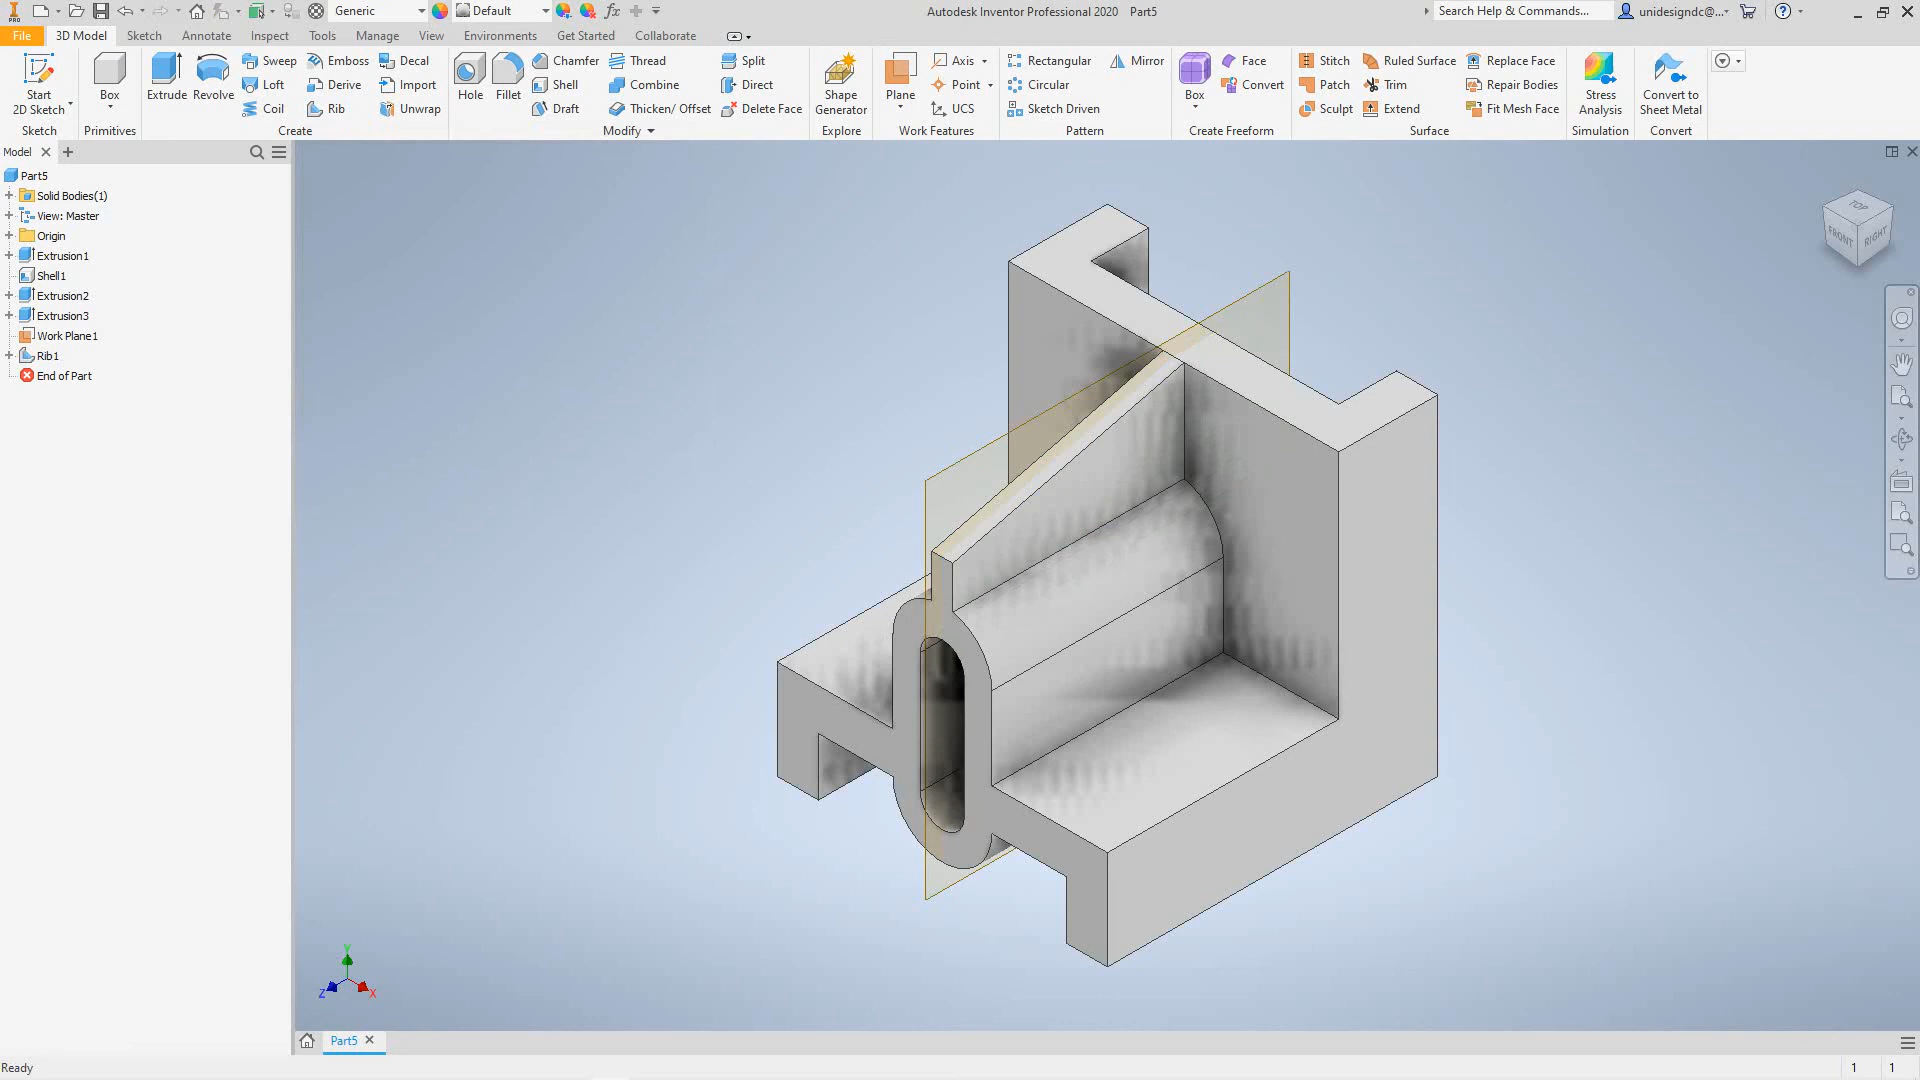 PRO Generic Default fx Autodesk Inventor Professional 2020 Part5 Search Help & Commands... unidesigndc@...
File 3D Model Sketch Annotate Inspect Tools Manage View Environments Get Started Collaborate
Start 2D Sketch
Box
Extrude
Revolve
Sweep Emboss Decal
Loft Derive Import
Coil Rib Unwrap
Hole
Fillet
Chamfer Thread Split
Shell Combine Direct
Draft Thicken/ Offset Delete Face
Shape Generator
Plane
Axis
Point
UCS
Rectangular Mirror
Circular
Sketch Driven
Box
Face
Convert
Stitch Ruled Surface Replace Face
Patch Trim Repair Bodies
Sculpt Extend Fit Mesh Face
Stress Analysis
Convert to Sheet Metal
Sketch Primitives Create Modify Explore Work Features Pattern Create Freeform Surface Simulation Convert
Model
Part5
Solid Bodies(1)
View: Master
Origin
Extrusion1
Shell1
Extrusion2
Extrusion3
Work Plane1
Rib1
End of Part
TOP
FRONT RIGHT
Y
Z X
Part5
Ready 1 1